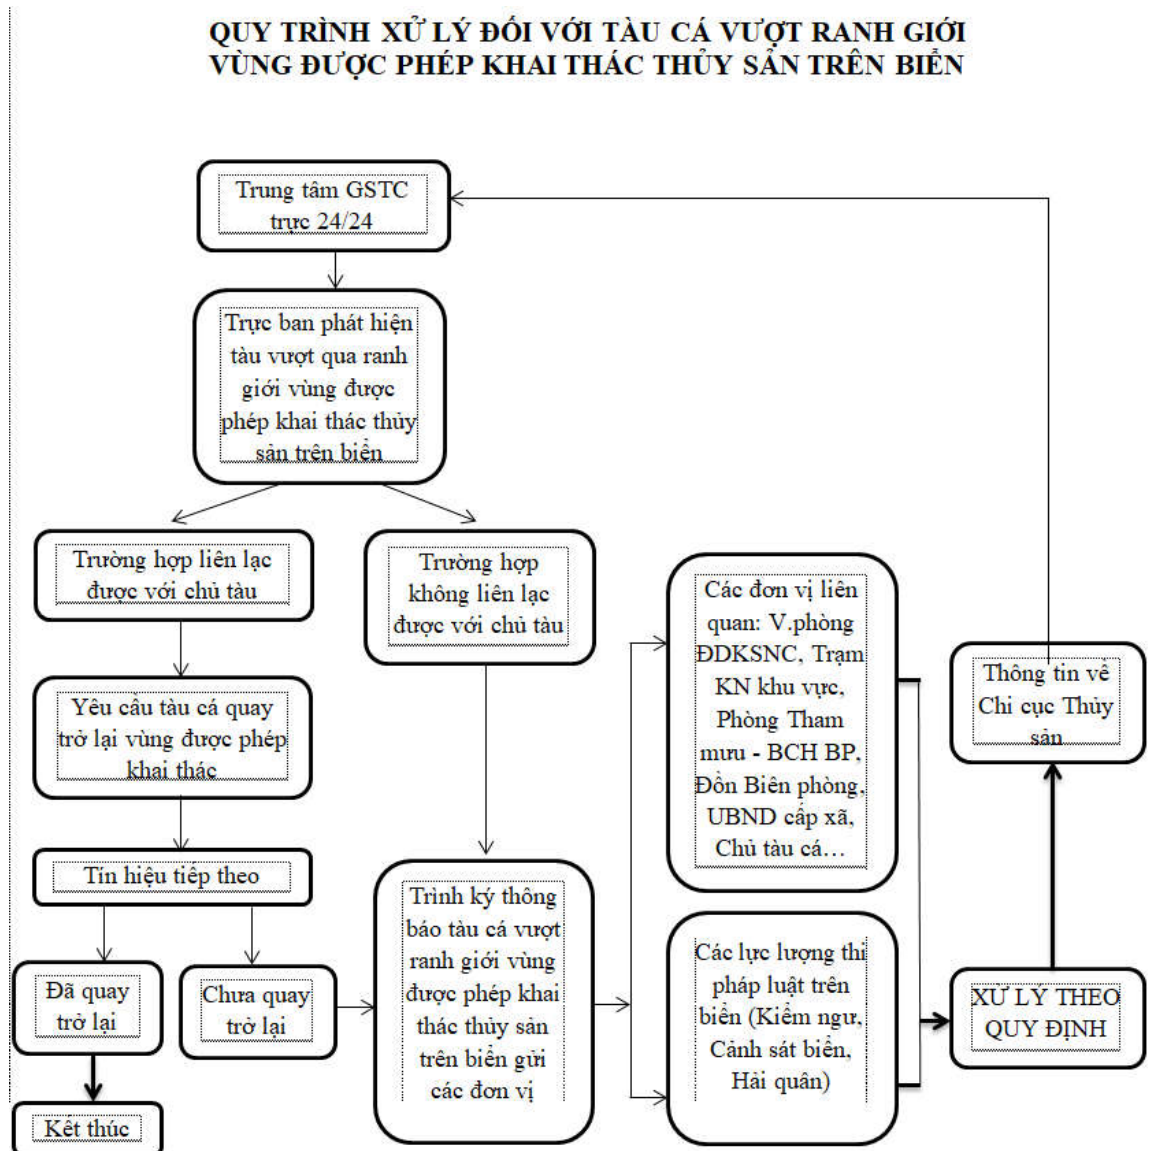 QUY TRÌNH XỬ LÝ ĐỐI VỚI TÀU CÁ VƯỢT RANH GIỚI
VÙNG ĐƯỢC PHÉP KHAI THÁC THỦY SẢN TRÊN BIỂN
Trung tâm GSTC
trực 24/24
Trực ban phát hiện
tàu vượt qua ranh
giới vùng được
phép khai thác thủy
sản trên biển
Trường hợp liên lạc
được với chủ tàu
Trường hợp
không liên lạc
được với chủ tàu
Yêu cầu tàu cá quay
trở lại vùng được phép
khai thác
Tín hiệu tiếp theo
Đã quay
trở lại
Chưa quay
trở lại
Kết thúc
Trình ký thông
báo tàu cá vượt
ranh giới vùng
được phép khai
thác thủy sản
trên biển gửi
các đơn vị
Các đơn vị liên
quan: V.phòng
ĐDKSNC, Trạm
KN khu vực,
Phòng Tham
mưu - BCH BP,
Đồn Biên phòng,
UBND cấp xã,
Chủ tàu cá…
Các lực lượng thi
pháp luật trên
biển (Kiểm ngư,
Cảnh sát biển,
Hải quân)
Thông tin về
Chi cục Thủy
sản
XỬ LÝ THEO
QUY ĐỊNH